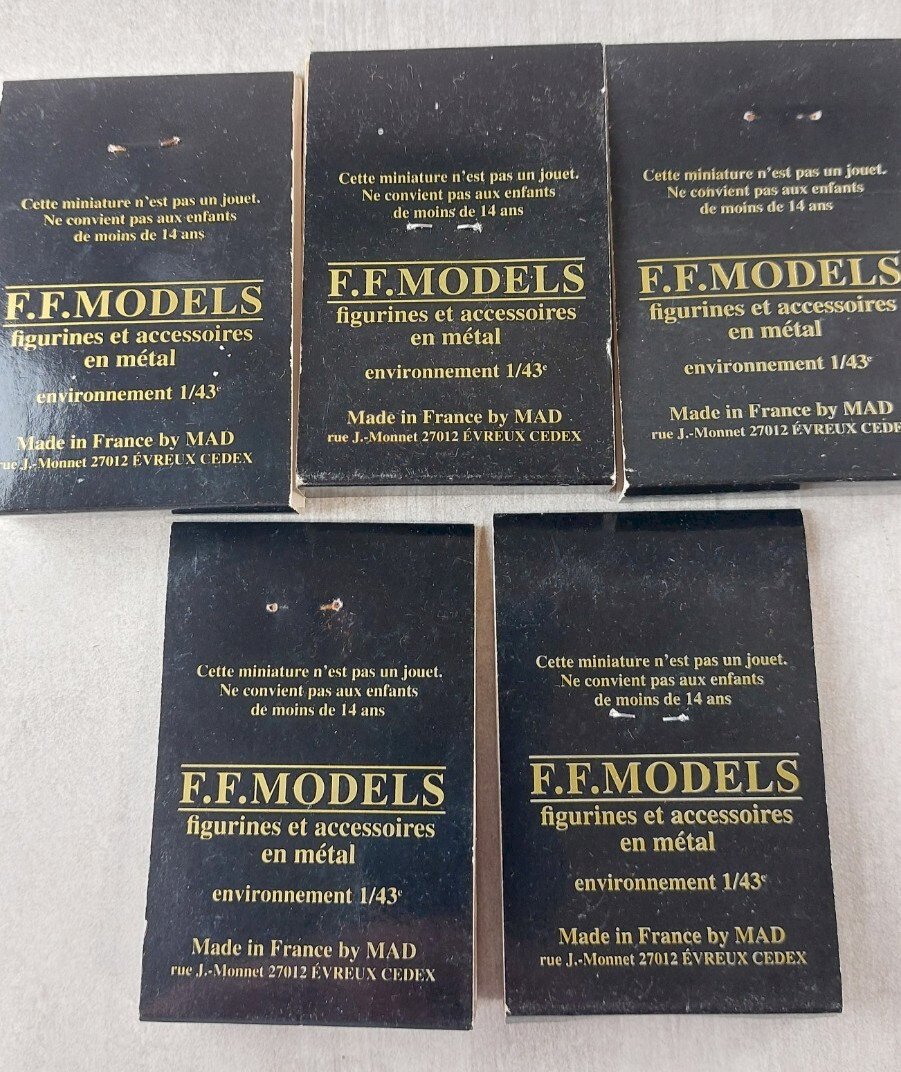 Cette miniature n'est pas un jouet.
Ne convient pas aux enfants
de moins de 14 ans
F.F.MODELS
figurines et accessoires
en métal
environnement 1/43e
Made in France by MAD
rue J.-Monnet 27012 ÉVREUX CEDEX
Cette miniature n'est pas un jouet.
Ne convient pas aux enfants
de moins de 14 ans
F.F.MODELS
figurines et accessoires
en métal
environnement 1/43e
Made in France by MAD
rue J.-Monnet 27012 ÉVREUX CEDEX
Cette miniature n'est pas un jouet.
Ne convient pas aux enfants
de moins de 14 ans
F.F.MODELS
figurines et accessoires
en métal
environnement 1/43e
Made in France by MAD
rue J.-Monnet 27012 ÉVREUX CEDE
Cette miniature n'est pas un jouet.
Ne convient pas aux enfants
de moins de 14 ans
F.F.MODELS
figurines et accessoires
en métal
environnement 1/43e
Made in France by MAD
rue J.-Monnet 27012 ÉVREUX CEDEX
Cette miniature n'est pas un jouet.
Ne convient pas aux enfants
de moins de 14 ans
F.F.MODELS
figurines et accessoires
en métal
environnement 1/43e
Made in France by MAD
rue J.-Monnet 27012 ÉVREUX CEDEX